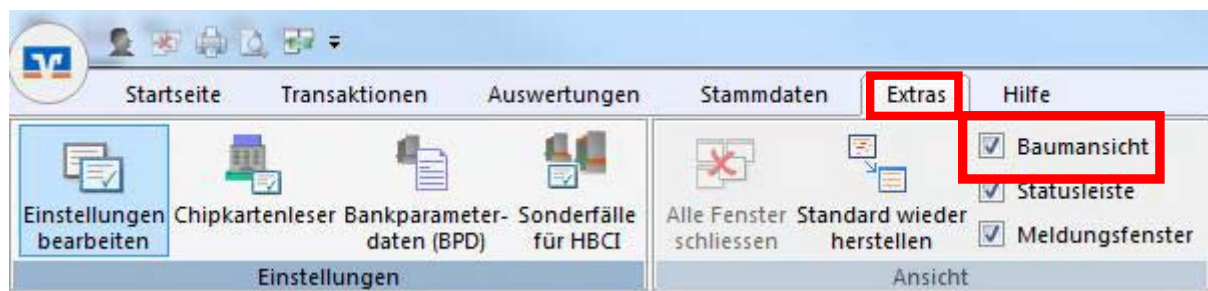 Startseite Transaktionen Auswertungen Stammdaten Extras Hilfe
Einstellungen bearbeiten
Chipkartenleser
Bankparameter-
daten (BPD)
Sonderfälle
für HBCI
Alle Fenster
schliessen
Standard wieder
herstellen
Baumansicht
Statusleiste
Meldungsfenster
Einstellungen Ansicht